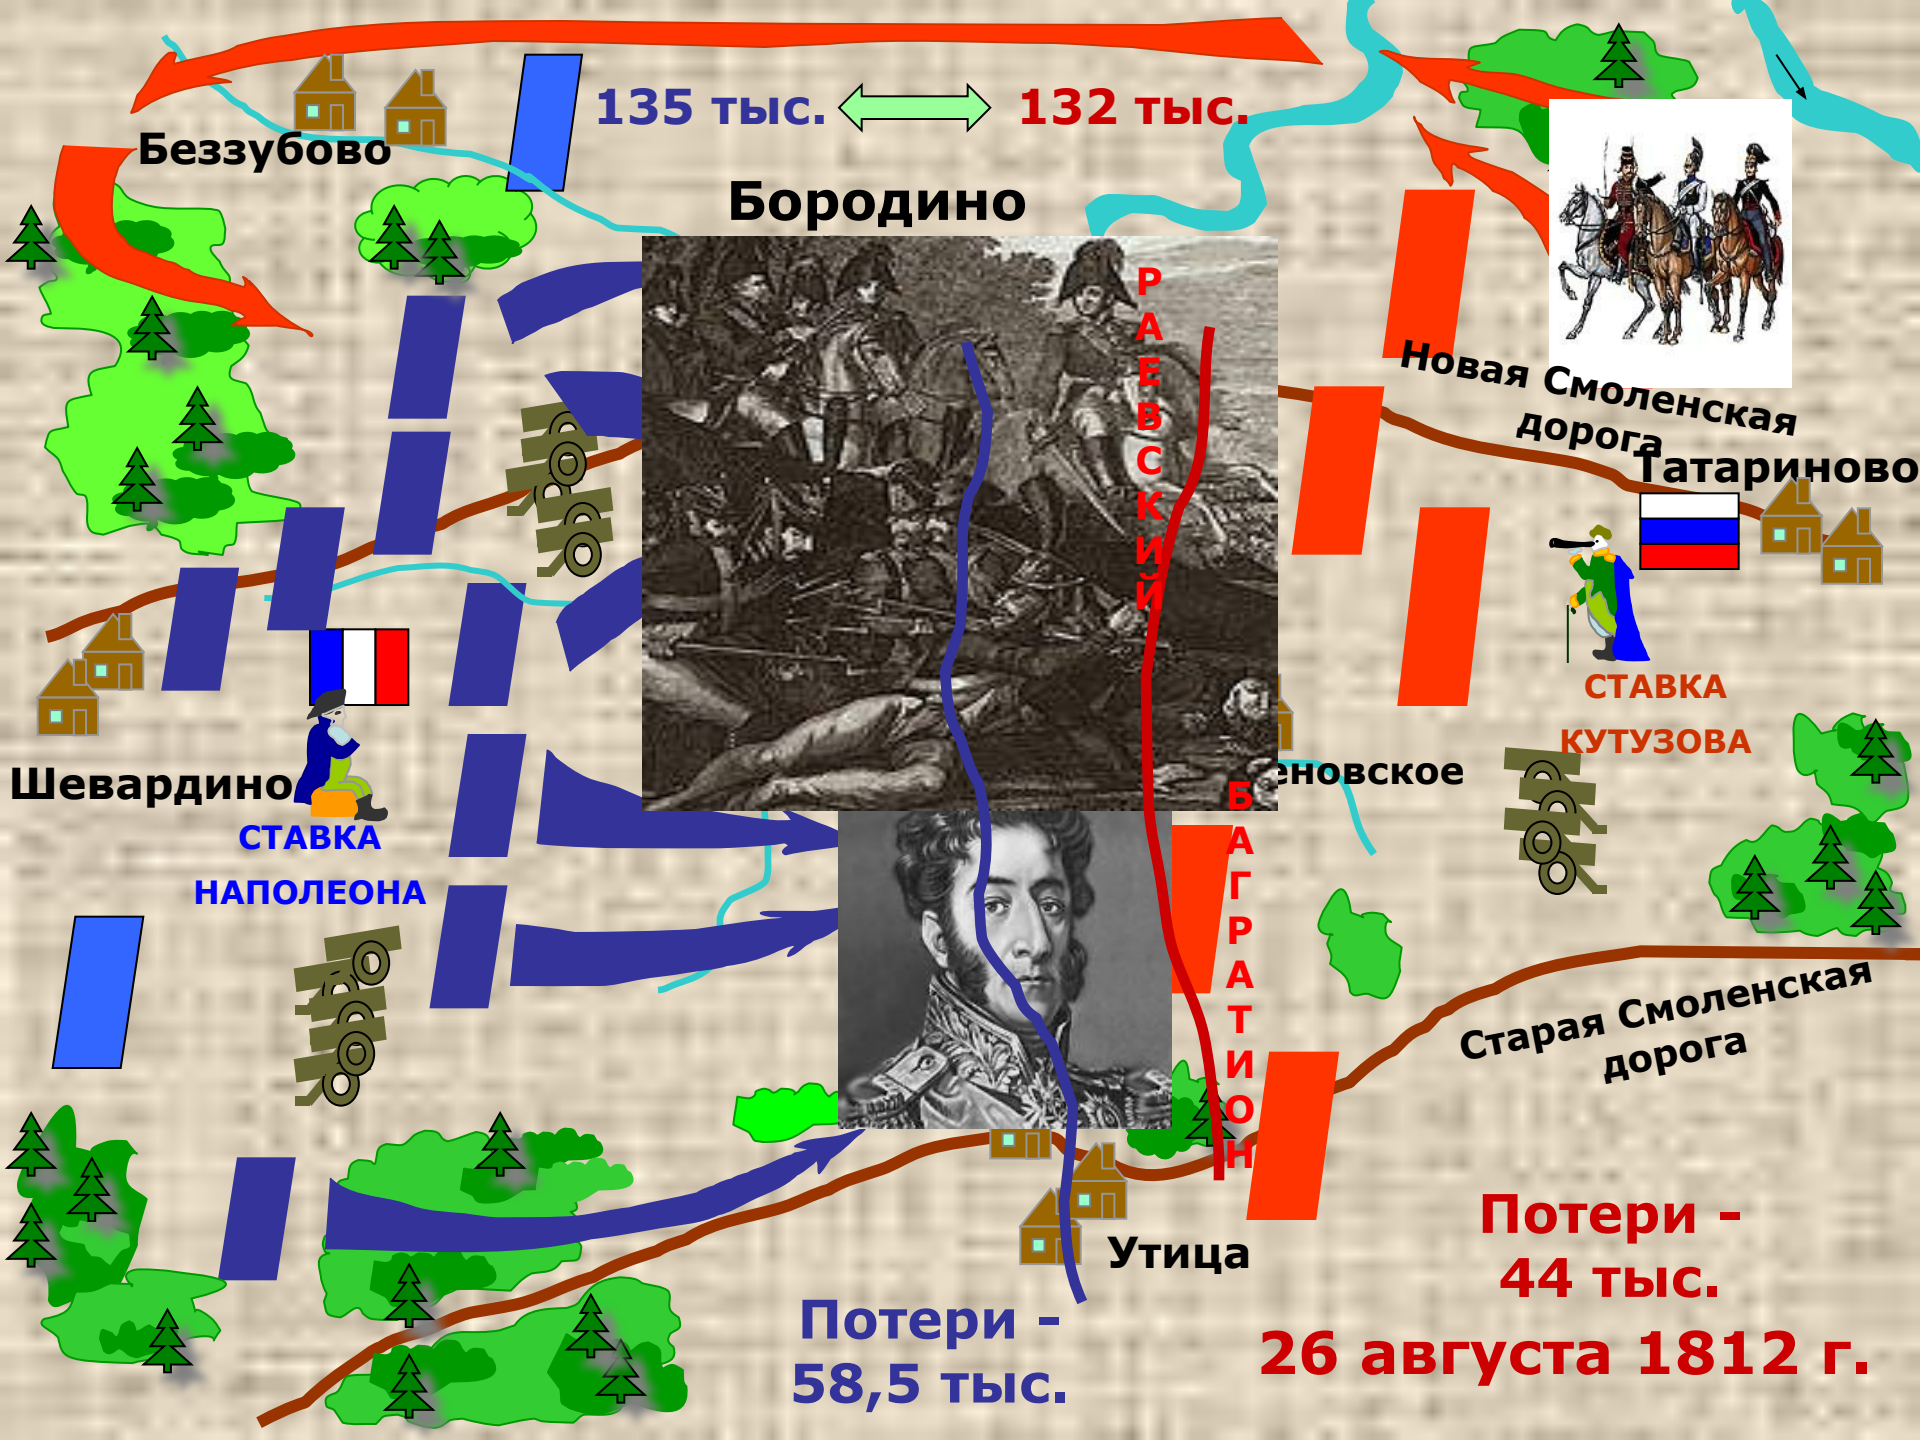 135 тыс.
132 тыс.
Беззубово
Бородино
РАЕВСКИЙ
Новая Смоленская
дорога
Татариново
СТАВКА
КУТУЗОВА
еновское
Шевардино
СТАВКА
НАПОЛЕОНА
БАГРАТИОН
Старая Смоленская
дорога
Утица
Потери -
44 тыс.
Потери -
58,5 тыс.
26 августа 1812 г.